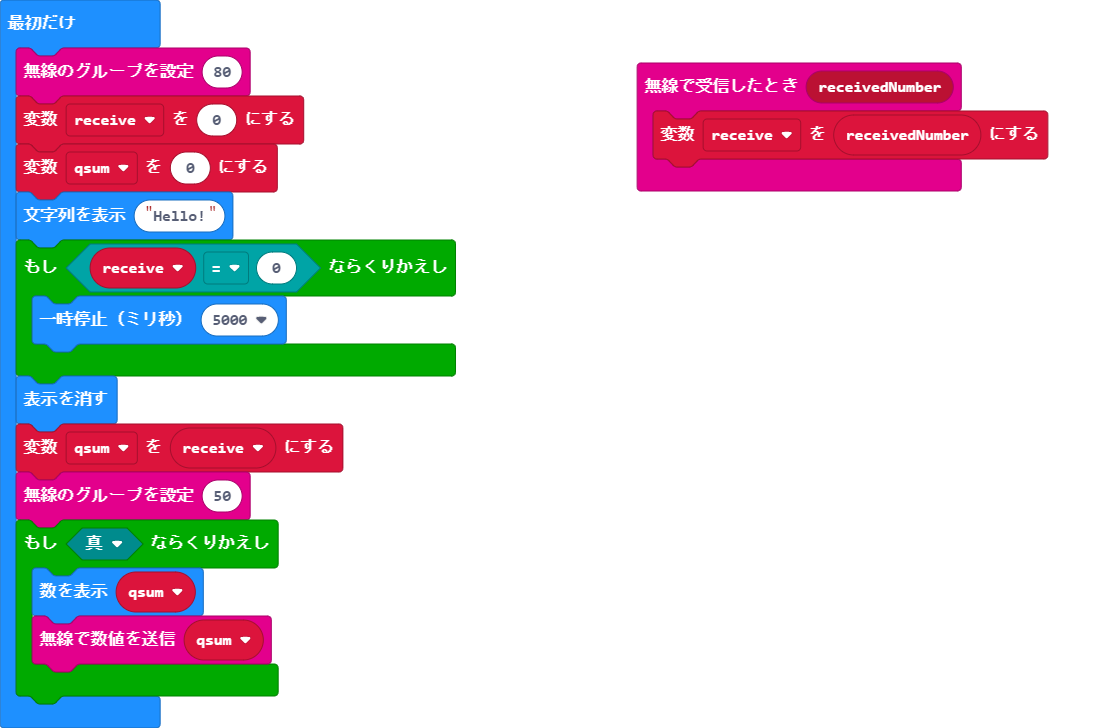 最初だけ
無線のグループを設定 80
変数 receive を 0 にする
変数 qsum を 0 にする
文字列を表示 "Hello!"
もし receive = 0 ならくりかえし
一時停止（ミリ秒） 5000
表示を消す
変数 qsum を receive にする
無線のグループを設定 50
もし 真 ならくりかえし
数を表示 qsum
無線で数値を送信 qsum
無線で受信したとき receivedNumber
変数 receive を receivedNumber にする